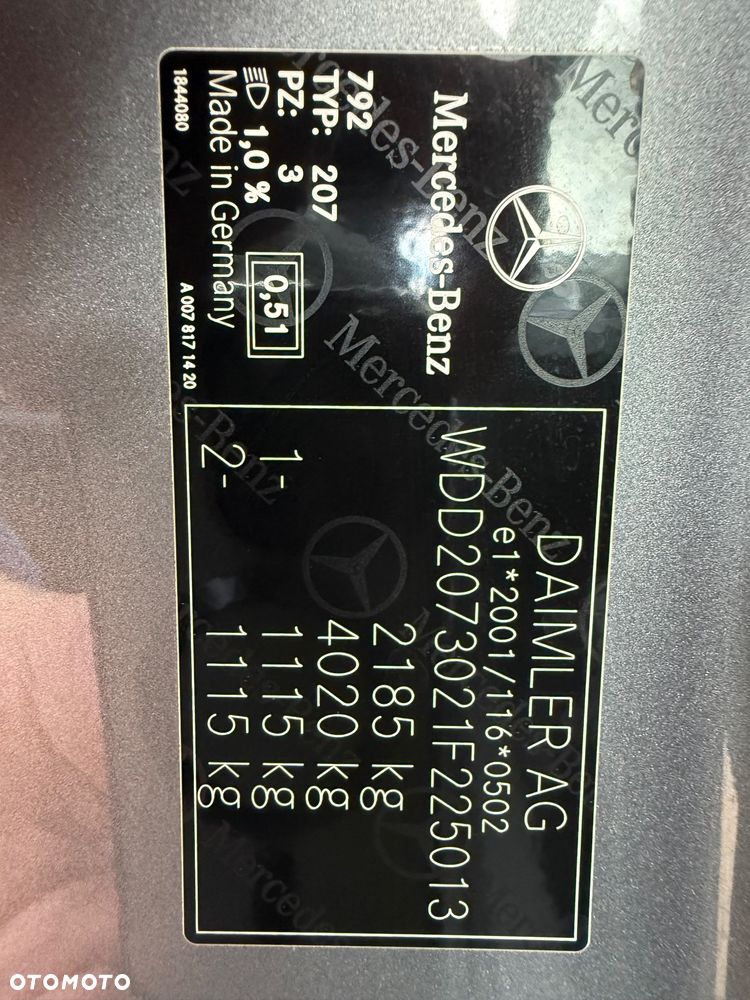 Mercedes-Benz
792
TYP: 207
PZ: 3
1,0 %
0,51
Made in Germany
1844080
A 007 817 14 20
DAIMLER AG
e1*2001/116*0502
WDD2073021F225013
2185 kg
4020 kg
1- 1115 kg
2- 1115 kg
OTOMOTO